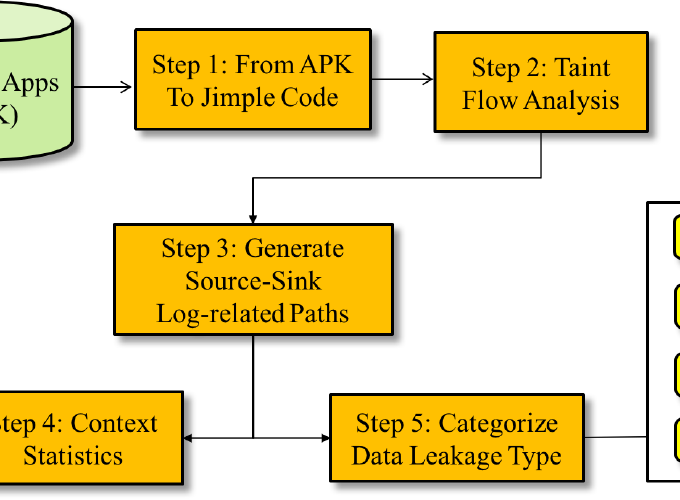 Apps
K)
Step 1: From APK
To Jimple Code
Step 2: Taint
Flow Analysis
Step 3: Generate
Source-Sink
Log-related Paths
Step 4: Context
Statistics
Step 5: Categorize
Data Leakage Type